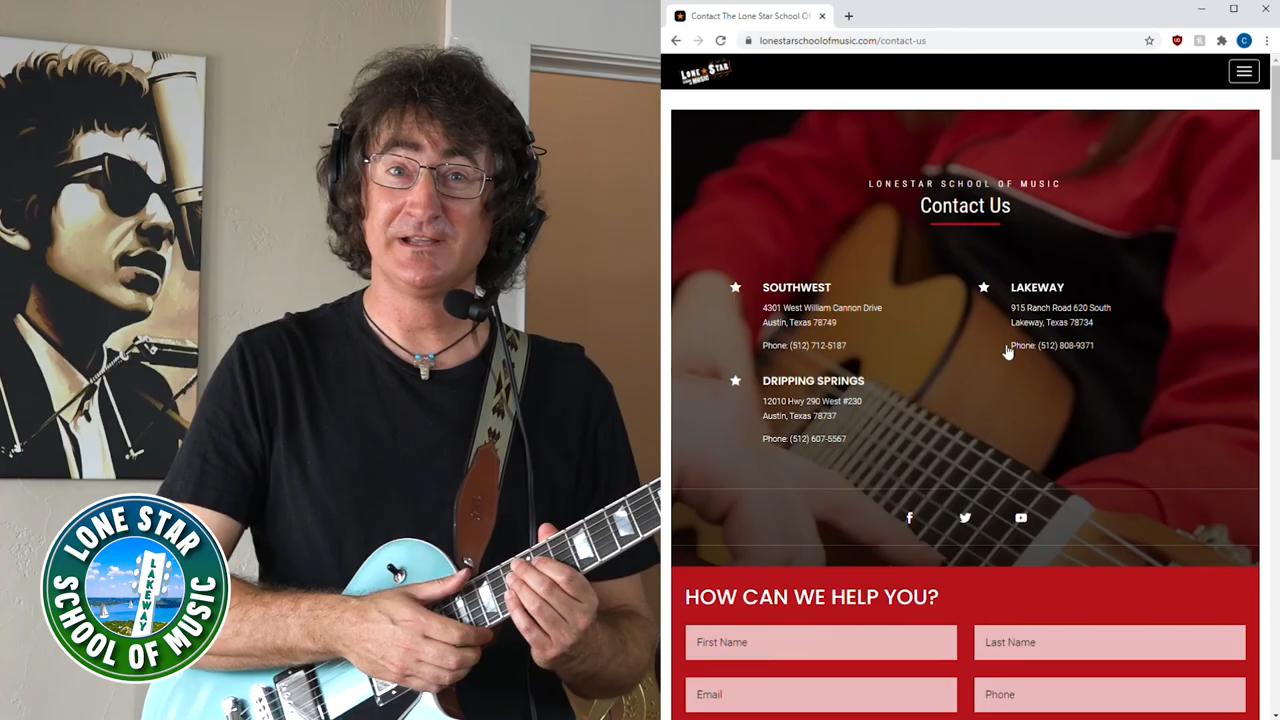 LONE STAR
LAKEWAY
SCHOOL OF MUSIC
Contact The Lone Star School O
lonestarschoolofmusic.com/contact-us
C
LONE STAR
MUSIC
LONESTAR SCHOOL OF MUSIC
Contact Us
SOUTHWEST
4301 West William Cannon Drive
Austin, Texas 78749
Phone: (512) 712-5187
LAKEWAY
915 Ranch Road 620 South
Lakeway, Texas 78734
Phone: (512) 808-9371
DRIPPING SPRINGS
12010 Hwy 290 West #230
Austin, Texas 78737
Phone: (512) 607-5567
HOW CAN WE HELP YOU?
First Name
Last Name
Email
Phone